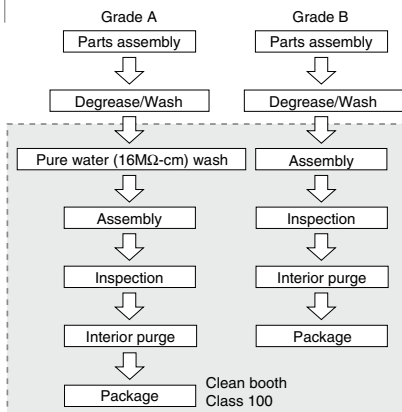 Grade A
Parts assembly
Degrease/Wash
Pure water (16MΩ-cm) wash
Assembly
Inspection
Interior purge
Package
Grade B
Parts assembly
Degrease/Wash
Assembly
Inspection
Interior purge
Package
Clean booth
Class 100